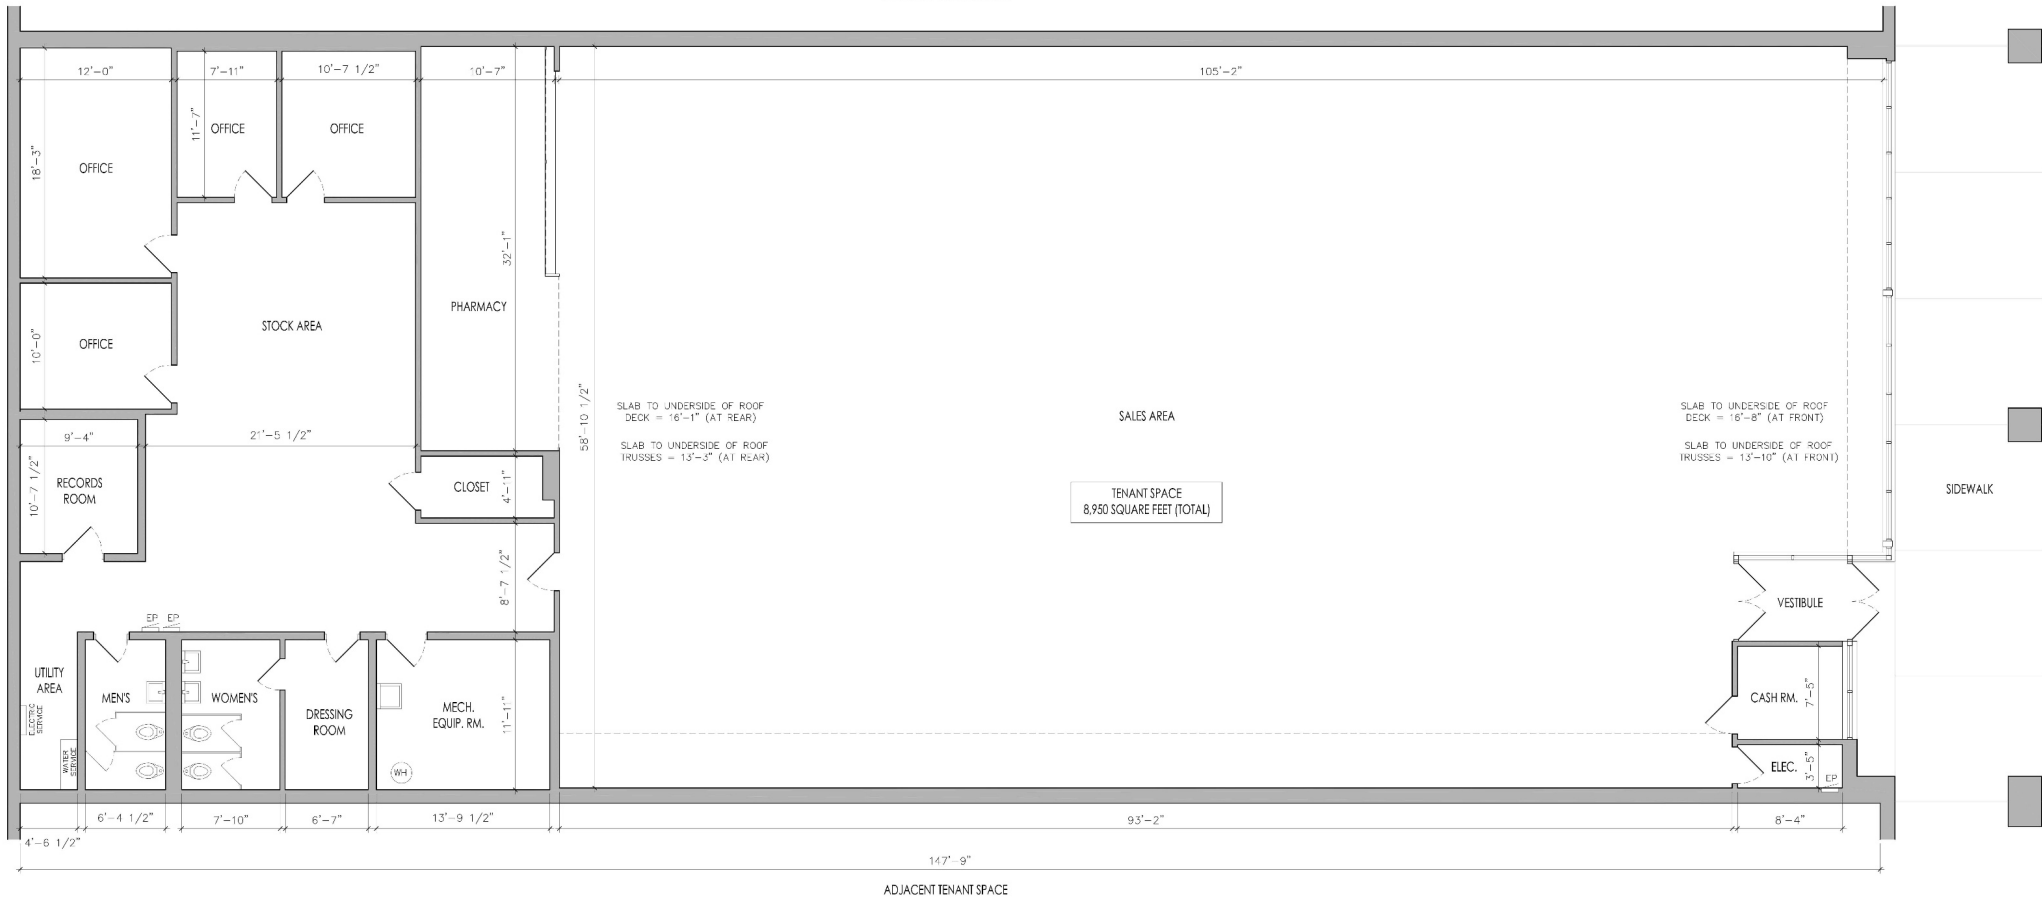 12'-0"
7'-11"
10'-7 1/2"
10'-7"
105'-2"
18'-3"
11'-7"
OFFICE
OFFICE
OFFICE
32'-1"
PHARMACY
STOCK AREA
10'-0"
OFFICE
58'-10 1/2"
SLAB TO UNDERSIDE OF ROOF
DECK = 16'-1" (AT REAR)
SLAB TO UNDERSIDE OF ROOF
TRUSSES = 13'-3" (AT REAR)
SALES AREA
SLAB TO UNDERSIDE OF ROOF
DECK = 16'-8" (AT FRONT)
SLAB TO UNDERSIDE OF ROOF
TRUSSES = 13'-10" (AT FRONT)
9'-4"
21'-5 1/2"
10'-7 1/2"
RECORDS
ROOM
CLOSET
4'-11"
TENANT SPACE
8,950 SQUARE FEET (TOTAL)
SIDEWALK
8'-7 1/2"
VESTIBULE
EP
EP
UTILITY
AREA
MEN'S
WOMEN'S
DRESSING
ROOM
MECH.
EQUIP. RM.
11'-11"
CASH RM.
7'-5"
ELECTRIC
SERVICE
WATER
SERVICE
WH
ELEC.
3'-5"
EP
6'-4 1/2"
7'-10"
6'-7"
13'-9 1/2"
93'-2"
8'-4"
4'-6 1/2"
147'-9"
ADJACENT TENANT SPACE